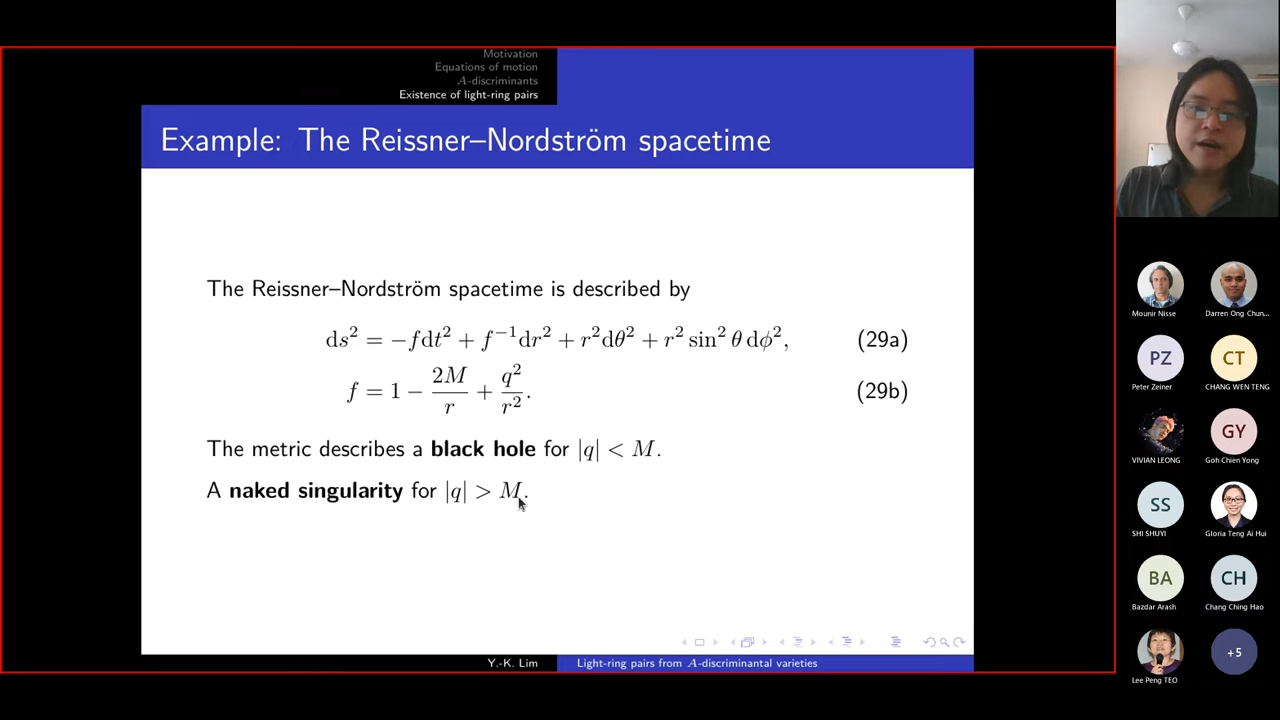 Motivation
Equations of motion
A-discriminants
Existence of light-ring pairs
Example: The Reissner–Nordström spacetime
The Reissner–Nordström spacetime is described by
ds² = −fdt² + f⁻¹dr² + r²dθ² + r² sin² θ dϕ², (29a)
f = 1 − 2M/r + q²/r². (29b)
The metric describes a black hole for |q| < M.
A naked singularity for |q| > M.
Y.-K. Lim Light-ring pairs from A-discriminantal varieties
Mounir Nisse
Darren Ong Chun...
PZ
Peter Zeiner
CT
CHANG WEN TENG
VIVIAN LEONG
GY
Goh Chien Yong
SS
SHI SHUYI
Gloria Teng Ai Hui
BA
Bazdar Arash
CH
Chang Ching Hao
Lee Peng TEO
+5